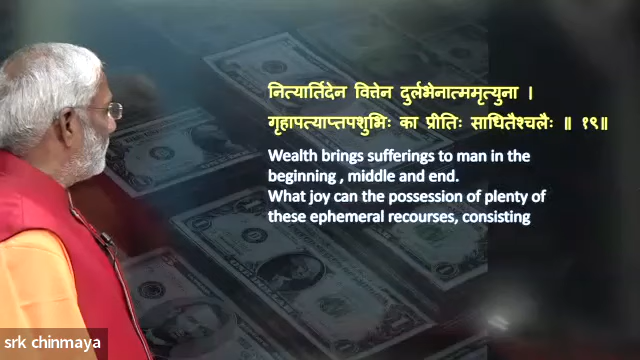 नित्यार्तिदेन वित्तेन दुर्लभेनात्ममृत्युना ।
गृहापत्याप्तपशुभिः का प्रीतिः साधितैश्चलैः ॥ १९॥
Wealth brings sufferings to man in the
beginning , middle and end.
What joy can the possession of plenty of
these ephemeral recourses, consisting
srk chinmaya